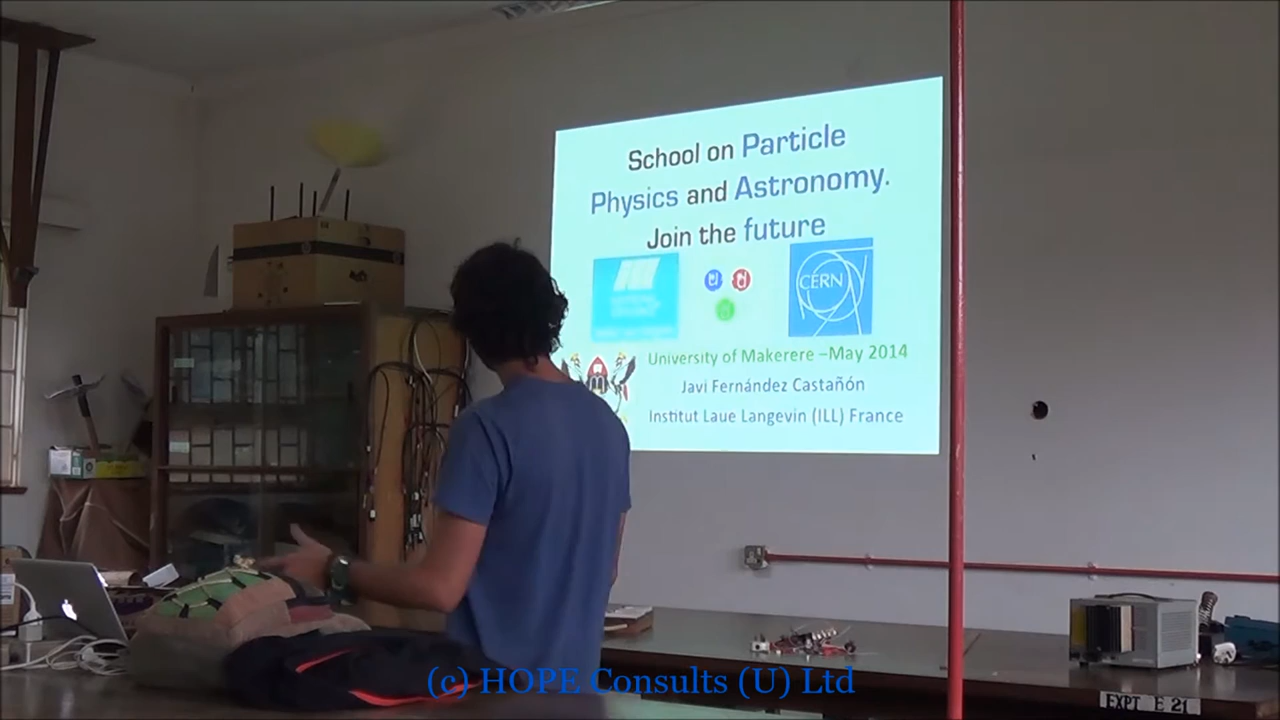 School on Particle
Physics and Astronomy.
Join the future
u d
CERN
University of Makerere –May 2014
Javi Fernández Castañón
Institut Laue Langevin (ILL) France
EXPT E 21
(c) HOPE Consults (U) Ltd